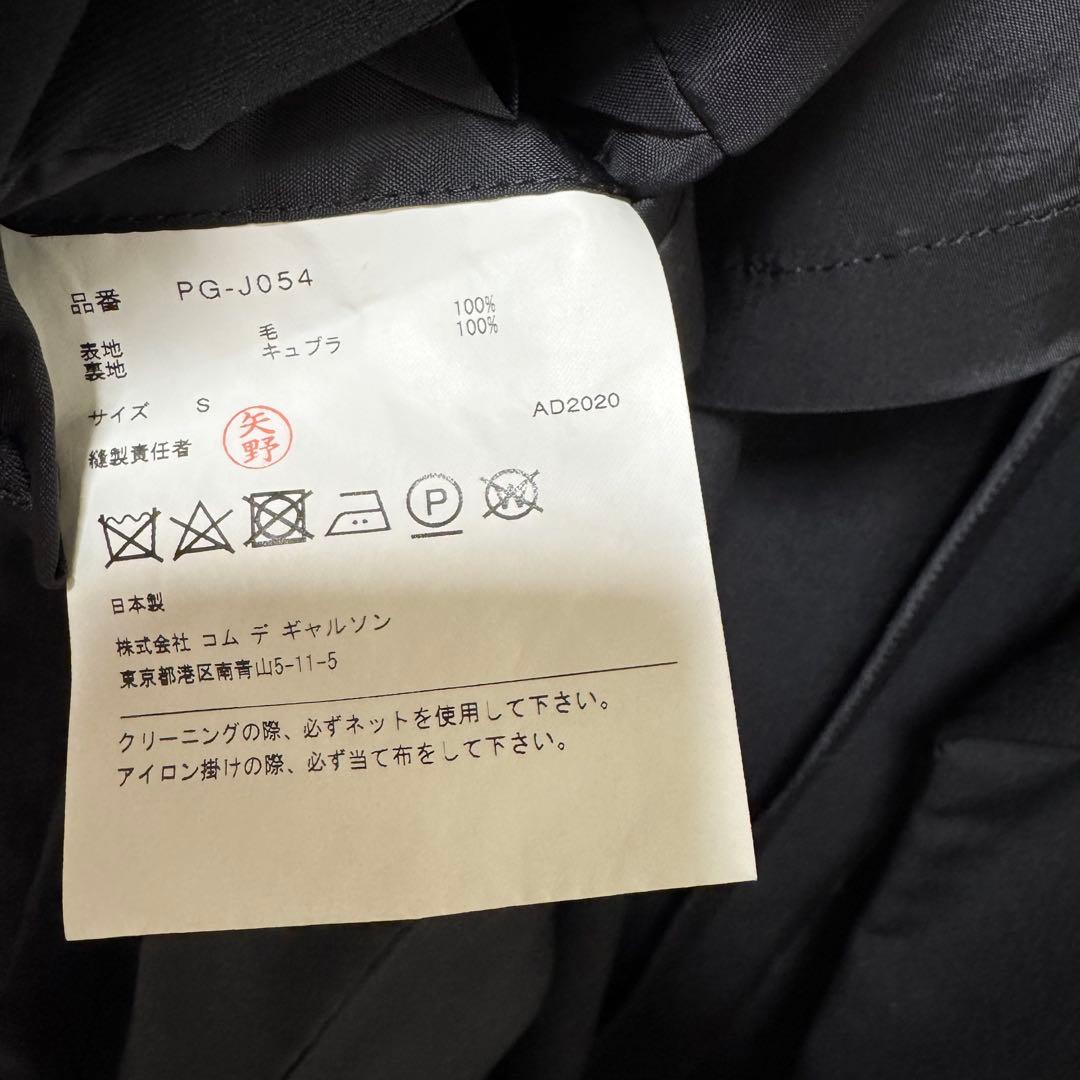 品番 PG-J054
表地 毛 100%
裏地 キュプラ 100%
サイズ S AD2020
縫製責任者 矢野
P W
日本製
株式会社 コム デ ギャルソン
東京都港区南青山5-11-5
クリーニングの際、必ずネットを使用して下さい。
アイロン掛けの際、必ず当て布をして下さい。